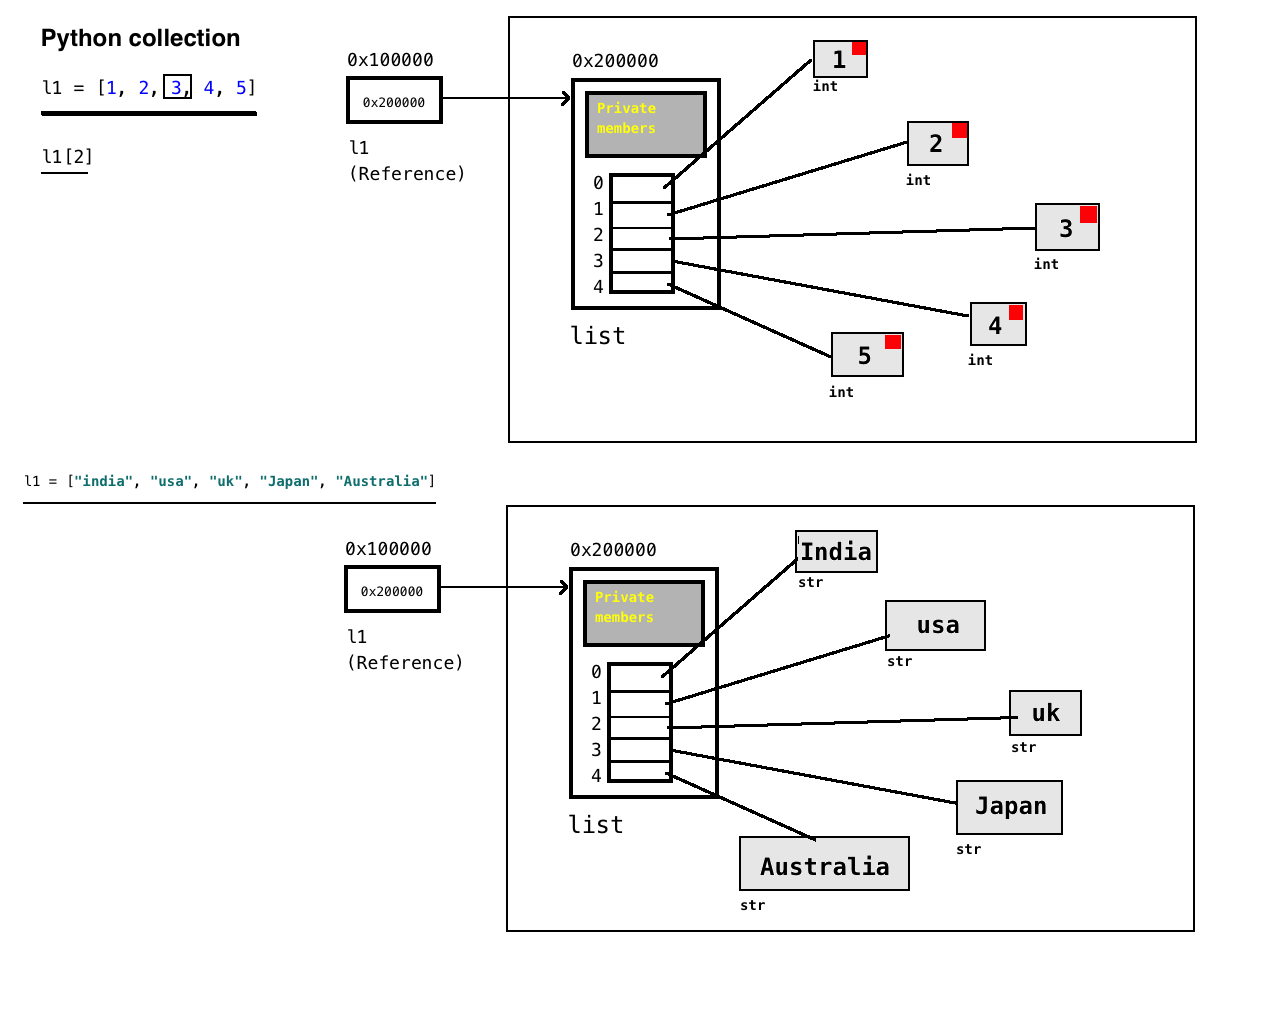 Python collection
l1 = [1, 2, 3, 4, 5]
l1[2]
0x100000
0x200000
l1
(Reference)
0x200000
Private
members
0
1
2
3
4
list
1
int
2
int
3
int
4
int
5
int
l1 = ["india", "usa", "uk", "Japan", "Australia"]
0x100000
0x200000
l1
(Reference)
0x200000
Private
members
0
1
2
3
4
list
India
str
usa
str
uk
str
Japan
str
Australia
str